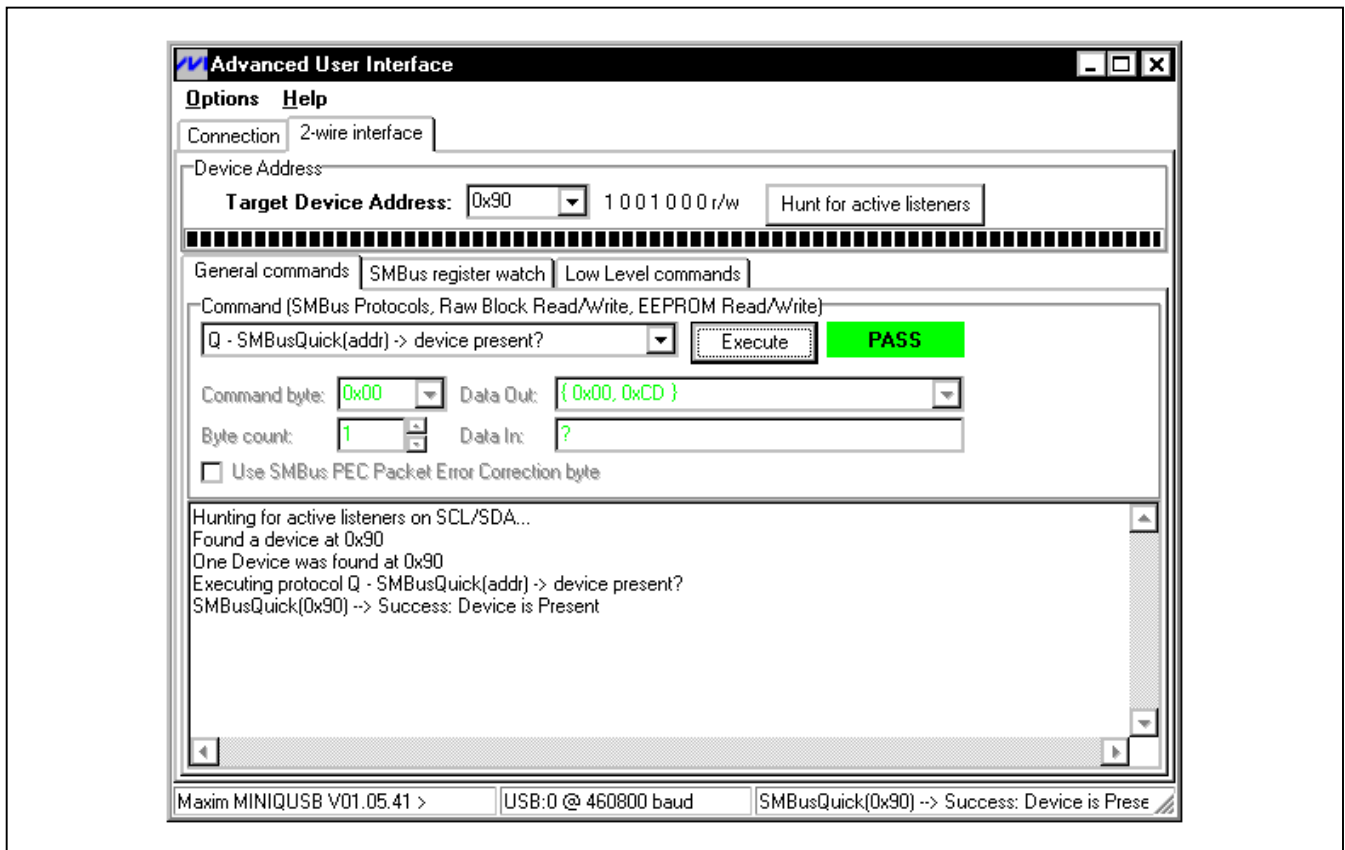 Advanced User Interface
Options Help
Connection 2-wire interface
Device Address
Target Device Address: 0x90 1 0 0 1 0 0 0 r/w Hunt for active listeners
General commands SMBus register watch Low Level commands
Command (SMBus Protocols, Raw Block Read/Write, EEPROM Read/Write)
Q - SMBusQuick(addr) -> device present? Execute PASS
Command byte: 0x00 Data Out: { 0x00, 0xCD }
Byte count: 1 Data In: ?
Use SMBus PEC Packet Error Correction byte
Hunting for active listeners on SCL/SDA...
Found a device at 0x90
One Device was found at 0x90
Executing protocol Q - SMBusQuick(addr) -> device present?
SMBusQuick(0x90) --> Success: Device is Present
Maxim MINIQUSB V01.05.41 > USB:0 @ 460800 baud SMBusQuick(0x90) --> Success: Device is Prese